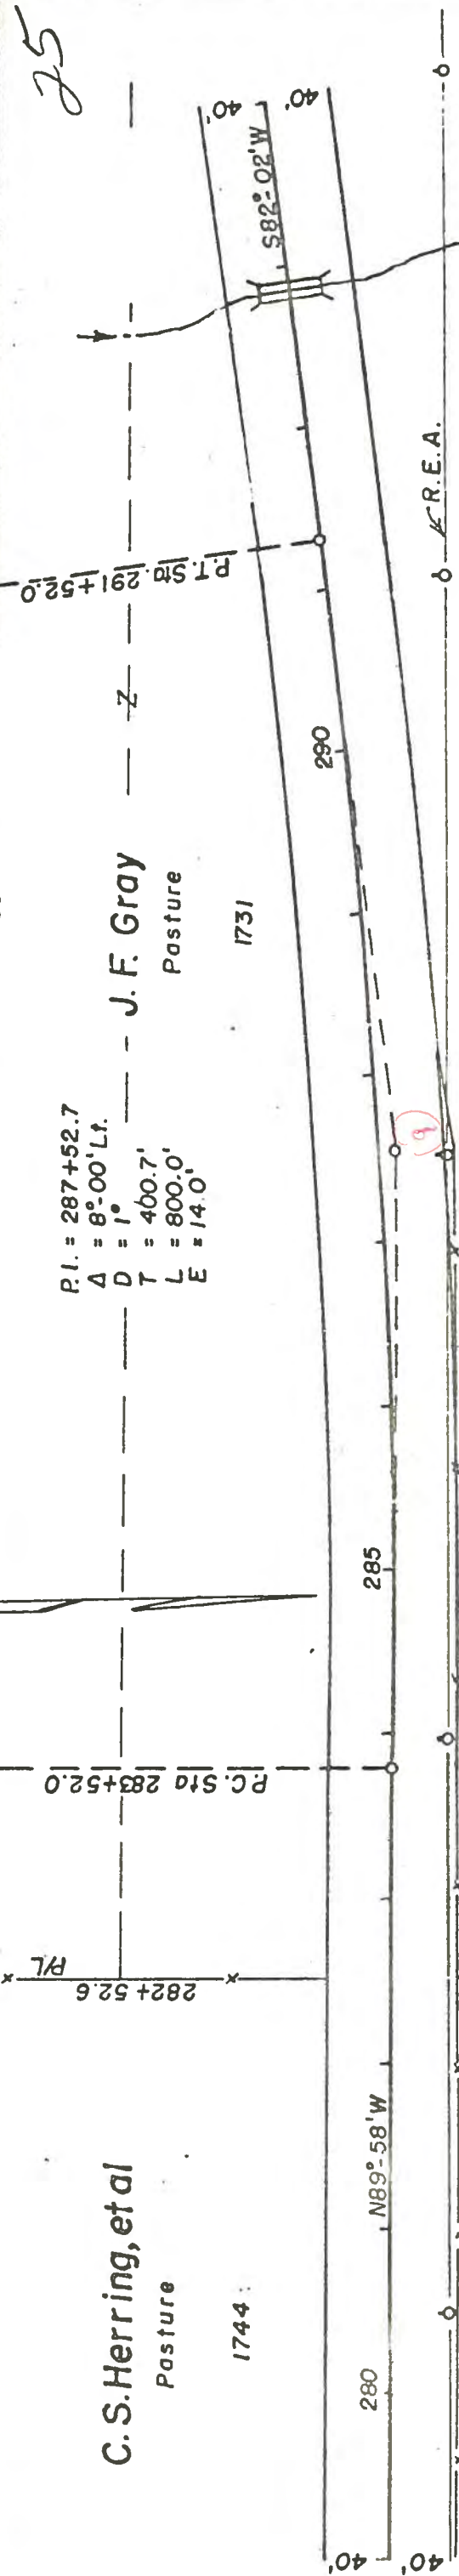 25
C.S. Herring, et al
Pasture
1744
P/L
282+52.6
P.C. Sta 283+52.0
P.I. = 287+52.7
Δ = 8°-00' Lt.
D = 1°
T = 400.7'
L = 800.0'
E = 14.0'
J. F. Gray
Pasture
1731
P.T. Sta. 291+52.0
Z
40'
40'
280
N89°-58'W
285
290
S82°-02'W
40'
40'
9
R.E.A.